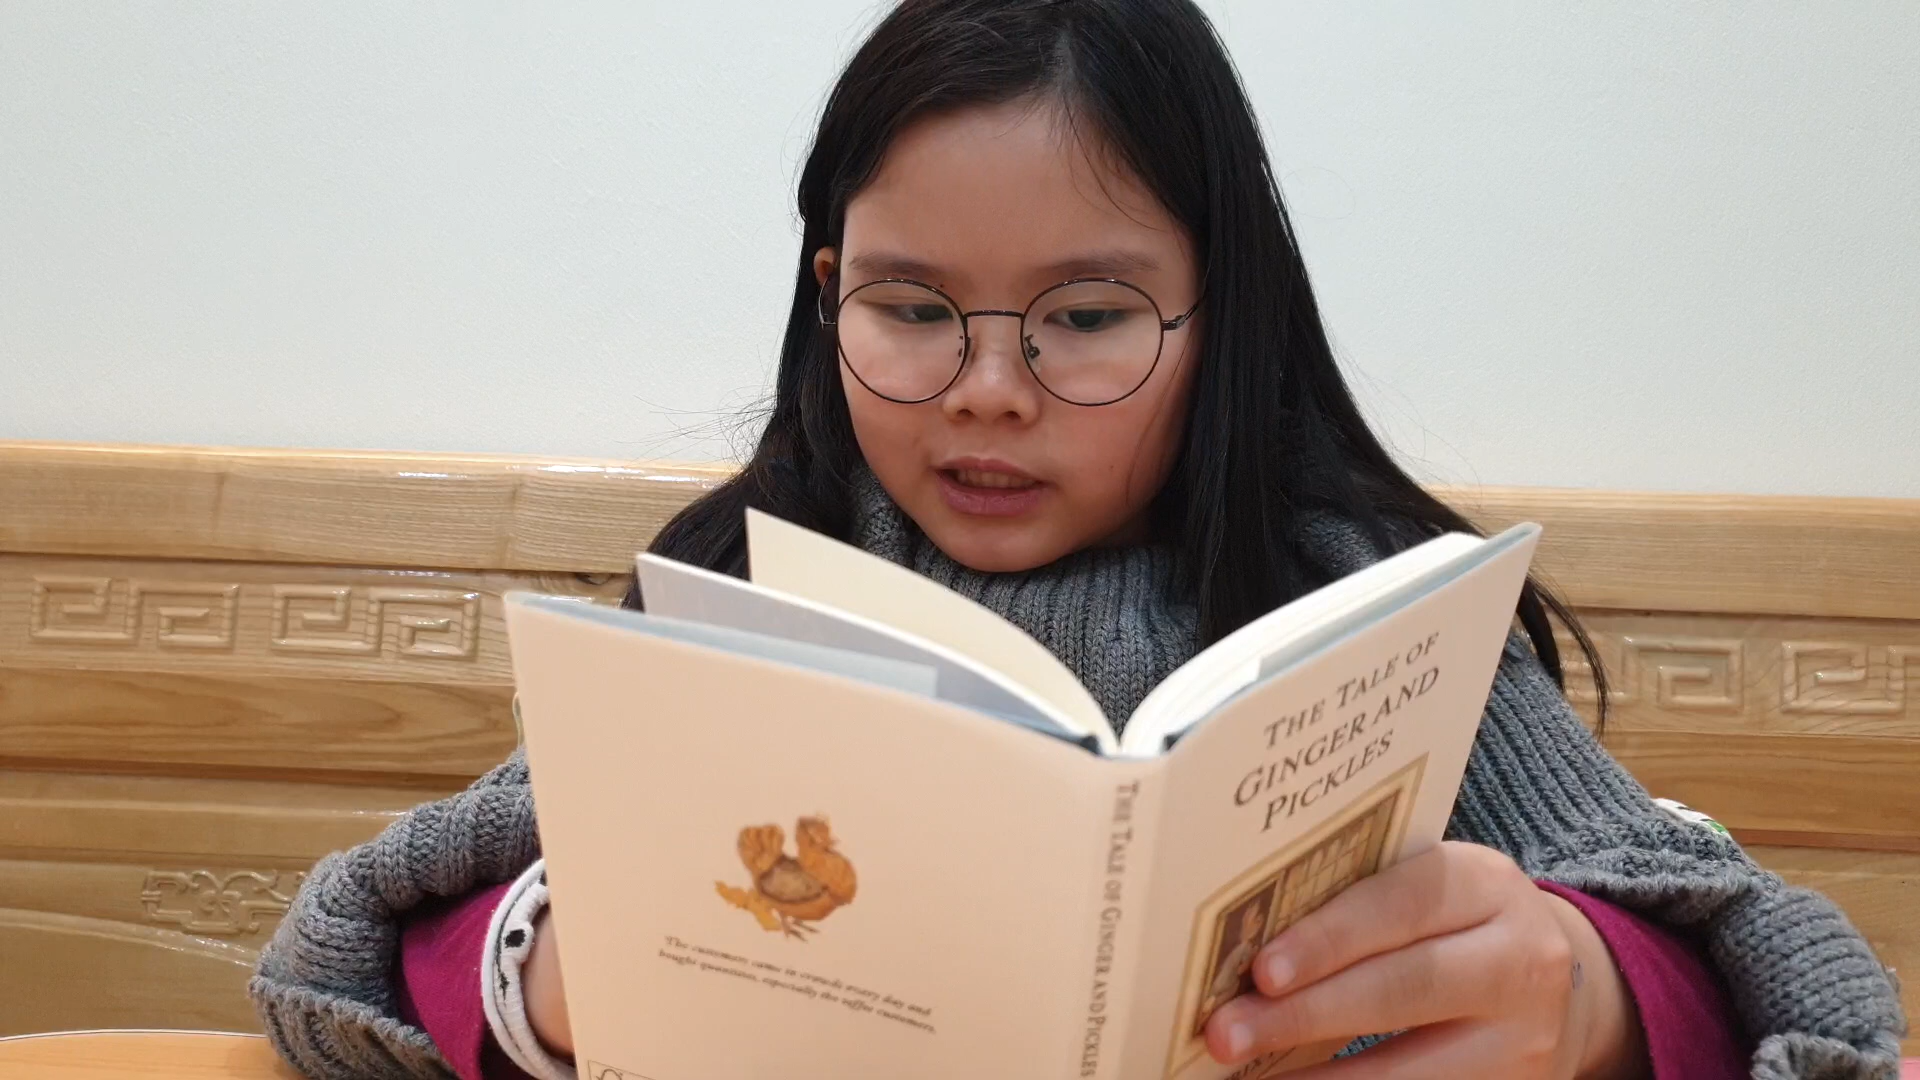 The customers came in crowds every day and
bought quantities, especially the toffee customers.
THE TALE OF GINGER AND PICKLES
THE TALE OF
GINGER AND
PICKLES